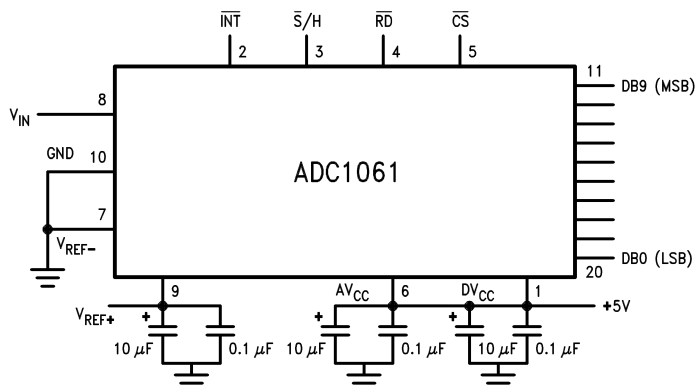 INT S/H RD CS
2 3 4 5
11 DB9 (MSB)
8
V_IN
GND 10
ADC1061
7
V_REF-
DB0 (LSB)
20
9 AV_CC 6 DV_CC 1
V_REF+ +5V
+ + +
10 μF 0.1 μF 10 μF 0.1 μF 10 μF 0.1 μF